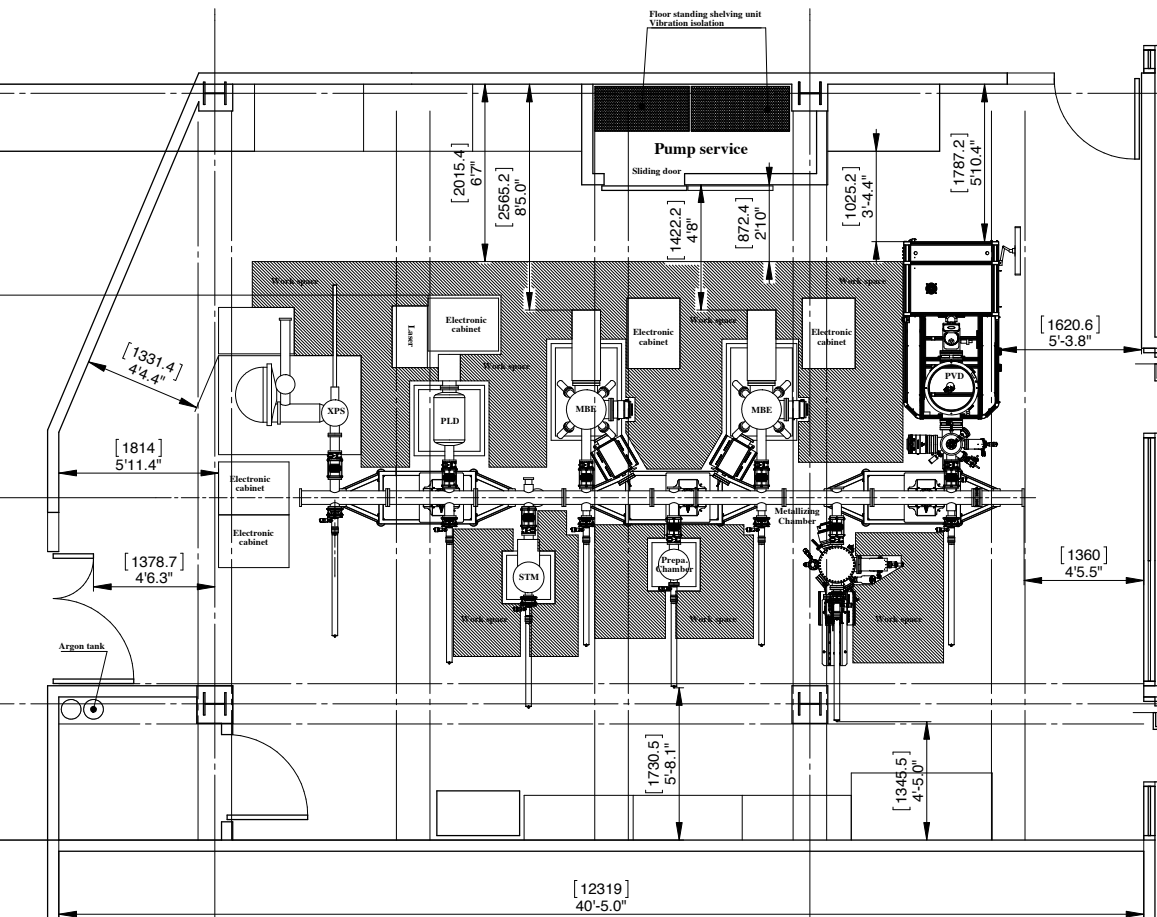 Floor standing shelving unit
Vibration isolation
Pump service
Sliding door
[2015.4]
6'7"
[2565.2]
8'5.0"
[1422.2]
4'8"
[872.4]
2'10"
[1025.2]
3'-4.4"
[1787.2]
5'10.4"
Work space
Work space
Electronic
cabinet
Laser
Electronic
cabinet
Work space
Electronic
cabinet
Work space
[1620.6]
5'-3.8"
[1331.4]
4'4.4"
XPS
PLD
MBE
MBE
PVD
[1814]
5'11.4"
Electronic
cabinet
Electronic
cabinet
Metallizing
Chamber
[1378.7]
4'6.3"
STM
Prepa.
Chamber
[1360]
4'5.5"
Work space
Work space
Work space
Argon tank
[1730.5]
5'-8.1"
[1345.5]
4'-5.0"
[12319]
40'-5.0"